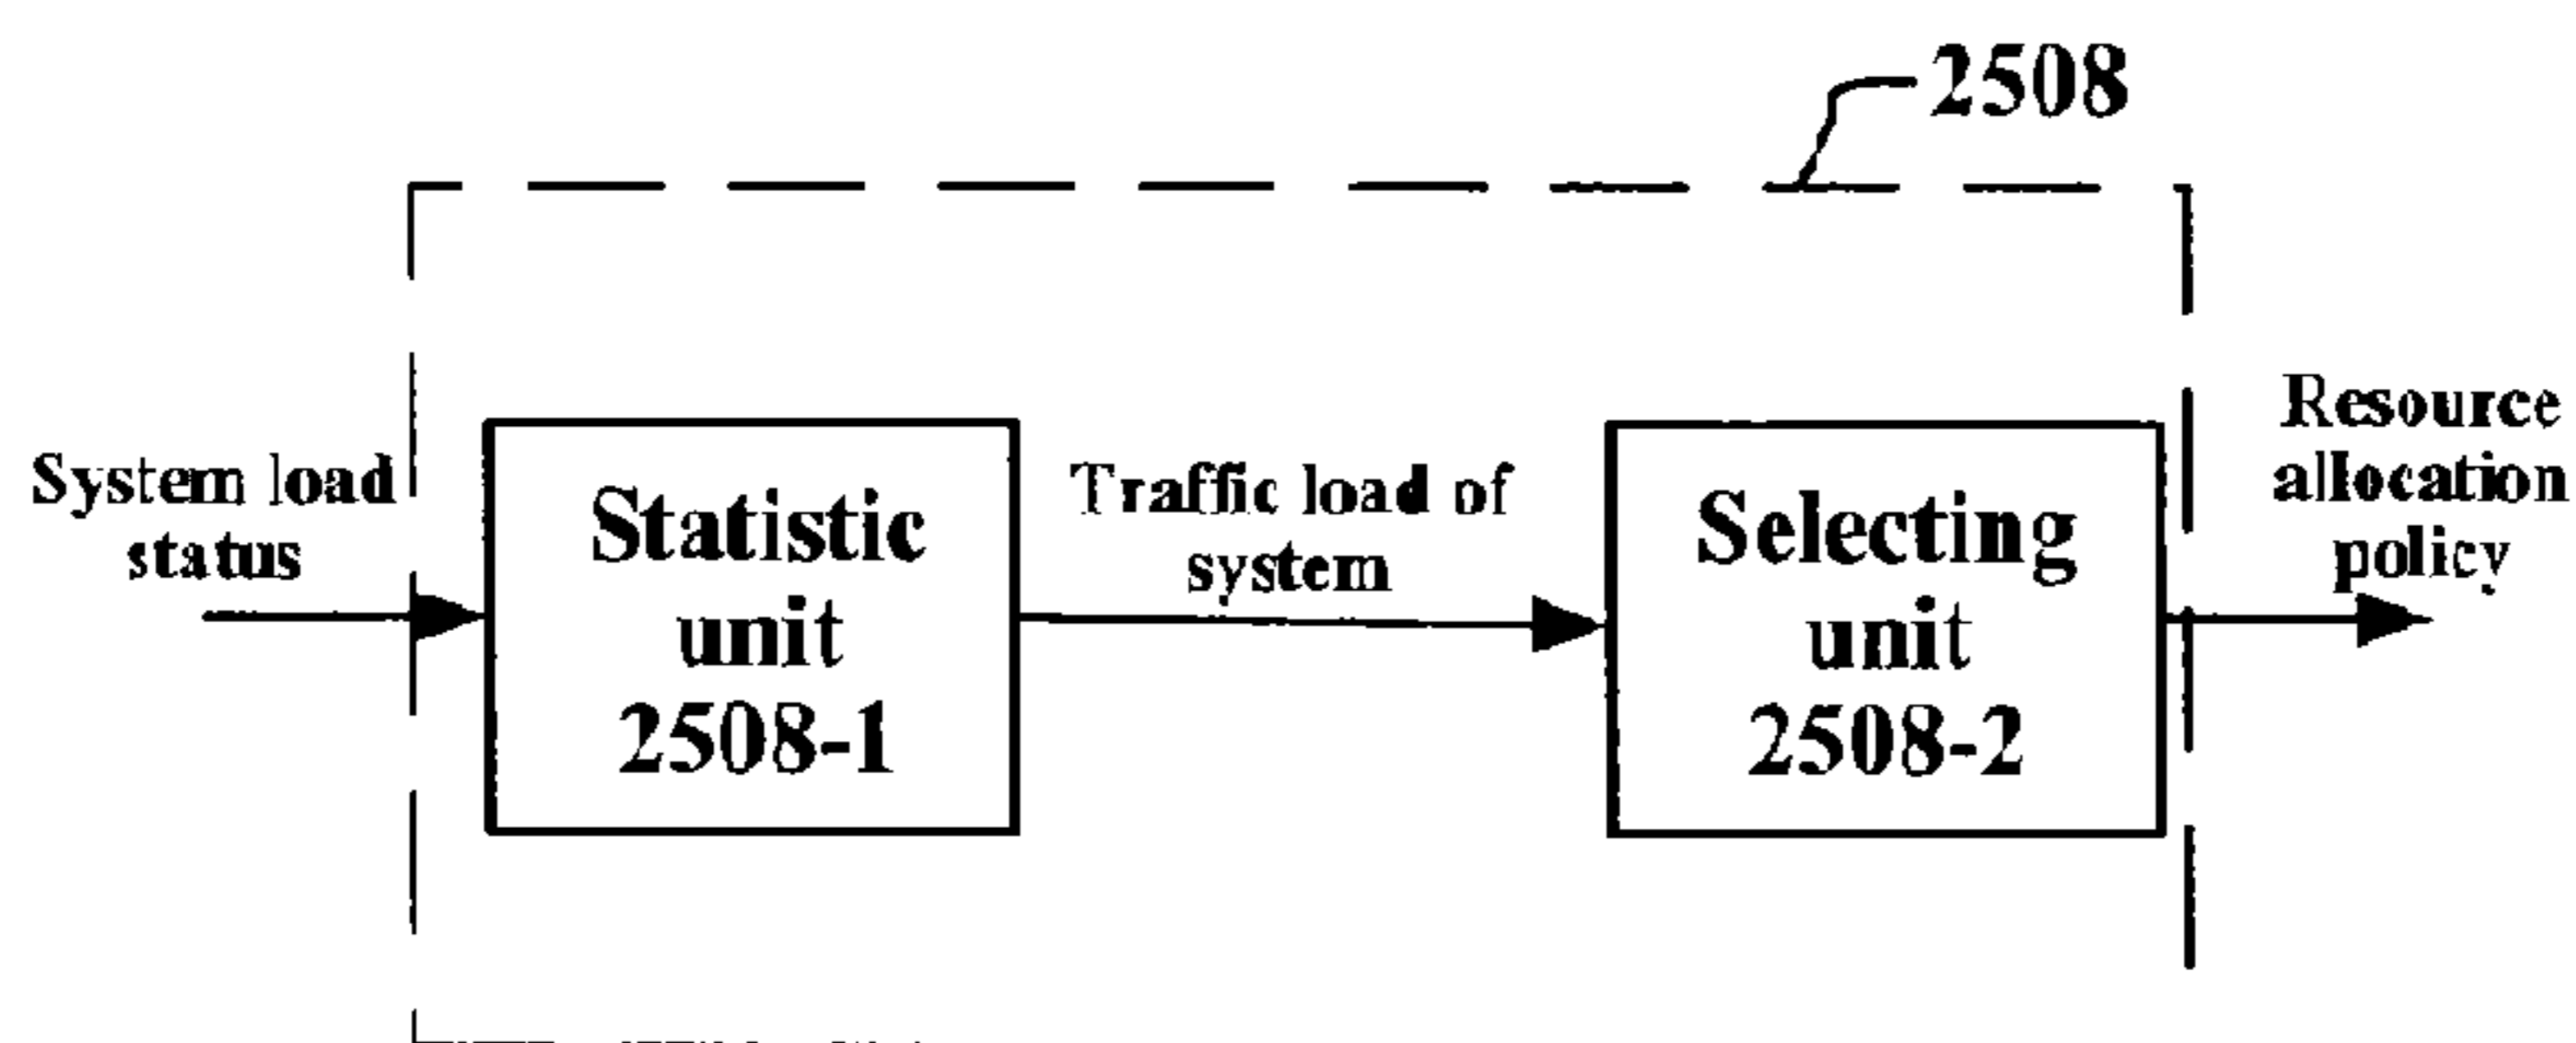 2508
System load
status
Statistic
unit
2508-1
Traffic load of
system
Selecting
unit
2508-2
Resource
allocation
policy